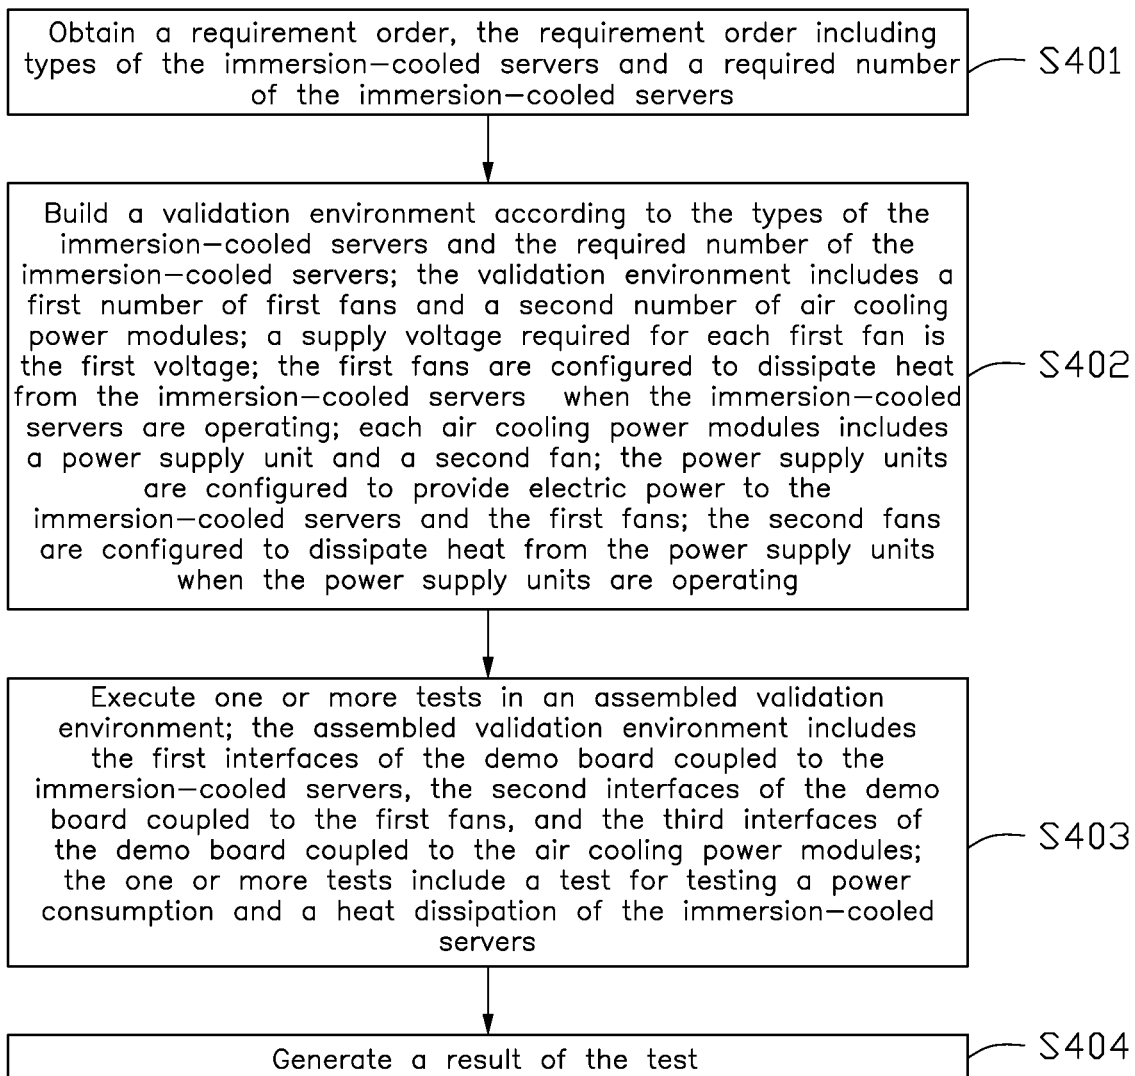 Obtain a requirement order, the requirement order including
types of the immersion-cooled servers and a required number
of the immersion-cooled servers
S401
Build a validation environment according to the types of the
immersion-cooled servers and the required number of the
immersion-cooled servers; the validation environment includes a
first number of first fans and a second number of air cooling
power modules; a supply voltage required for each first fan is
the first voltage; the first fans are configured to dissipate heat
from the immersion-cooled servers when the immersion-cooled
servers are operating; each air cooling power modules includes
a power supply unit and a second fan; the power supply units
are configured to provide electric power to the
immersion-cooled servers and the first fans; the second fans
are configured to dissipate heat from the power supply units
when the power supply units are operating
S402
Execute one or more tests in an assembled validation
environment; the assembled validation environment includes
the first interfaces of the demo board coupled to the
immersion-cooled servers, the second interfaces of the demo
board coupled to the first fans, and the third interfaces of
the demo board coupled to the air cooling power modules;
the one or more tests include a test for testing a power
consumption and a heat dissipation of the immersion-cooled
servers
S403
Generate a result of the test
S404